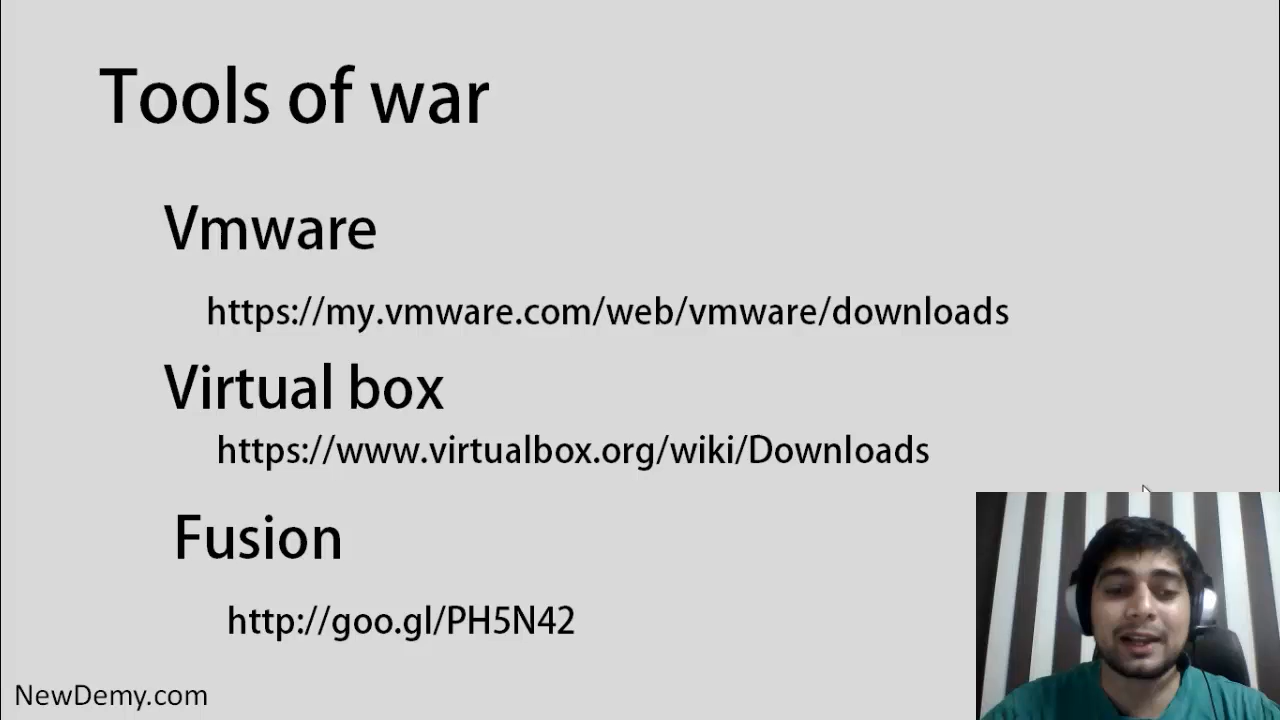 Tools of war
Vmware
https://my.vmware.com/web/vmware/downloads
Virtual box
https://www.virtualbox.org/wiki/Downloads
Fusion
http://goo.gl/PH5N42
NewDemy.com